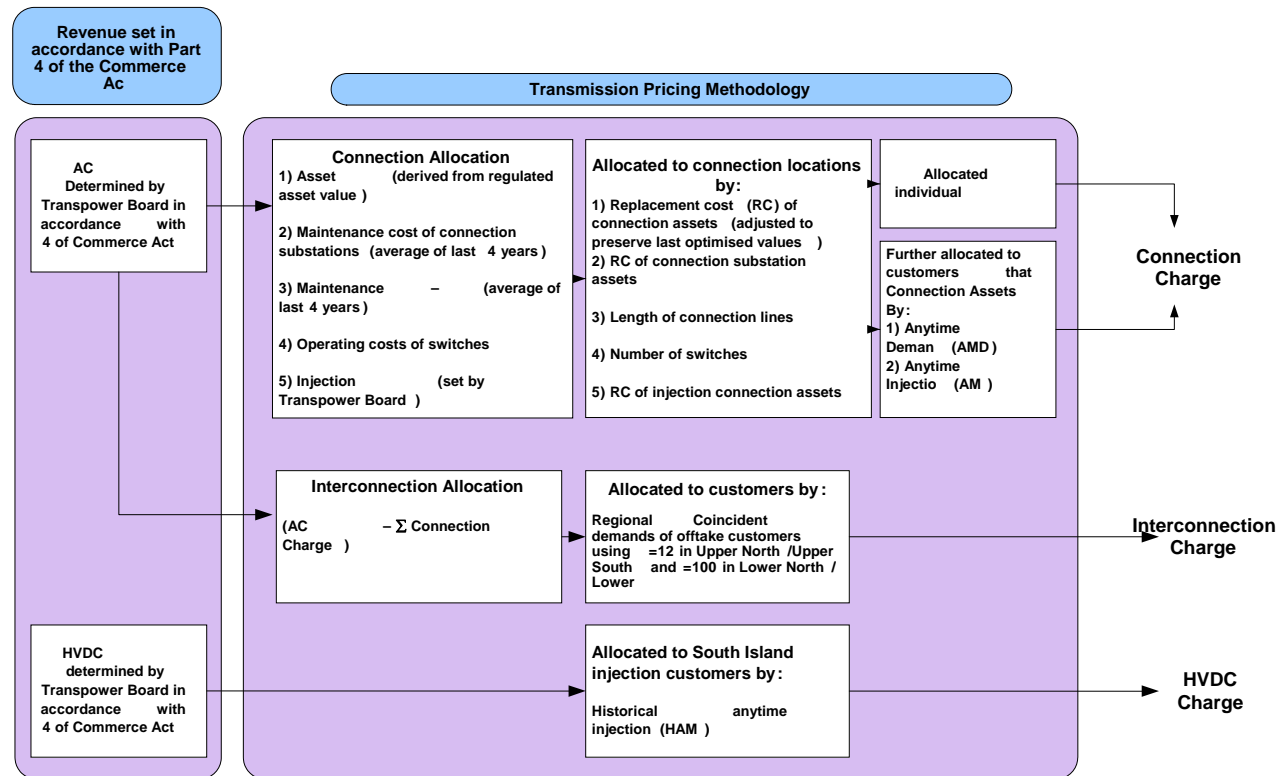 Revenue set in
accordance with Part
4 of the Commerce
Ac
Transmission Pricing Methodology
AC
Determined by
Transpower Board in
accordance with
4 of Commerce Act
Connection Allocation
1) Asset (derived from regulated
asset value )
2) Maintenance cost of connection
substations (average of last 4 years)
3) Maintenance – (average of
last 4 years)
4) Operating costs of switches
5) Injection (set by
Transpower Board )
Allocated to connection locations
by:
1) Replacement cost (RC) of
connection assets (adjusted to
preserve last optimised values )
2) RC of connection substation
assets
3) Length of connection lines
4) Number of switches
5) RC of injection connection assets
Allocated
individual
Further allocated to
customers that
Connection Assets
By:
1) Anytime
Deman (AMD)
2) Anytime
Injectio (AM )
Connection
Charge
Interconnection Allocation
(AC – Σ Connection
Charge )
Allocated to customers by:
Regional Coincident
demands of offtake customers
using =12 in Upper North /Upper
South and =100 in Lower North /
Lower
Interconnection
Charge
HVDC
determined by
Transpower Board in
accordance with
4 of Commerce Act
Allocated to South Island
injection customers by:
Historical anytime
injection (HAM )
HVDC
Charge